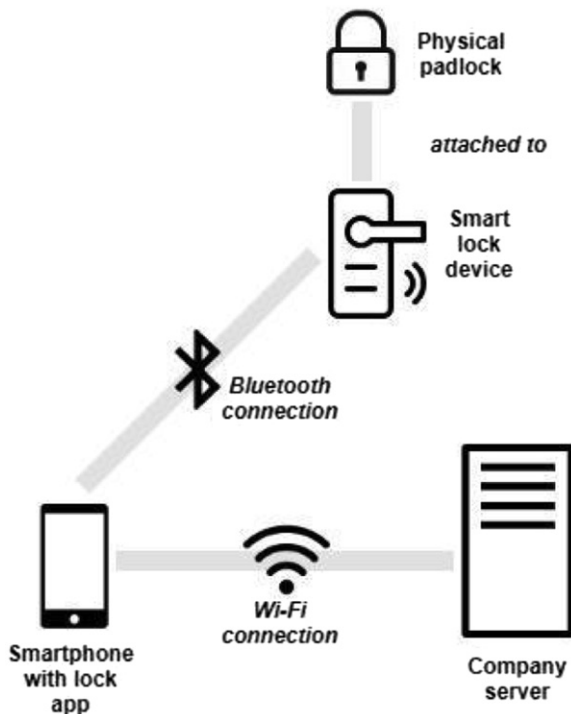 Physical
padlock
attached to
Smart
lock
device
Bluetooth
connection
Wi-Fi
connection
Smartphone
with lock
app
Company
server